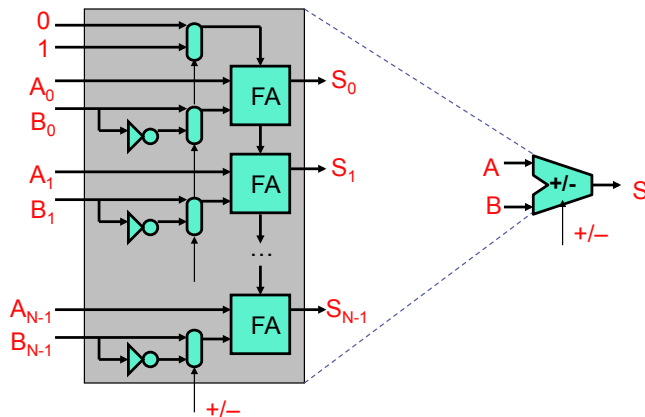 0
1
A0
FA
S0
B0
A1
FA
S1
B1
...
AN-1
FA
SN-1
BN-1
+/–
A
+/-
S
B
+/–